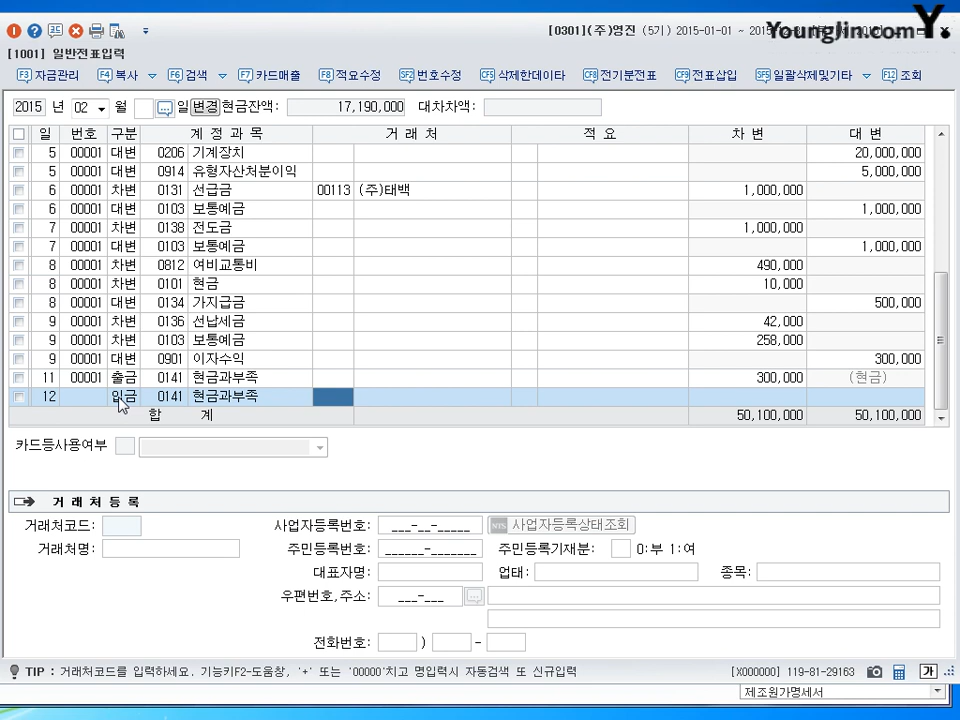 [0301](주)영진 (5기) 2015-01-01 ~
Younglin.com Y.
[1001] 일반전표입력
F3 자금관리 F4 복사 F6 검색 F7 카드매출 F8 적요수정 SF2 번호수정 CF5 삭제한데이타 CF8 전기분전표 CF9 전표삽입 SF5 일괄삭제및기타 F12 조회
2015 년 02 월 일 변경 현금잔액: 17,190,000 대차차액:
일 번호 구분 계 정 과 목 거 래 처 적 요 차 변 대 변
5 00001 대변 0206 기계장치 20,000,000
5 00001 대변 0914 유형자산처분이익 5,000,000
6 00001 차변 0131 선급금 00113 (주)태백 1,000,000
6 00001 대변 0103 보통예금 1,000,000
7 00001 차변 0138 전도금 1,000,000
7 00001 대변 0103 보통예금 1,000,000
8 00001 차변 0812 여비교통비 490,000
8 00001 차변 0101 현금 10,000
8 00001 대변 0134 가지급금 500,000
9 00001 차변 0136 선납세금 42,000
9 00001 차변 0103 보통예금 258,000
9 00001 대변 0901 이자수익 300,000
11 00001 출금 0141 현금과부족 300,000 (현금)
12 입금 0141 현금과부족
합 계 50,100,000 50,100,000
카드등사용여부
거 래 처 등 록
거래처코드: 사업자등록번호: ___-__-_____ NTS 사업자등록상태조회
거래처명: 주민등록번호: ______-_______ 주민등록기재분: 0:부 1:여
대표자명: 업태: 종목:
우편번호,주소: ___-___
전화번호: ) -
TIP : 거래처코드를 입력하세요. 기능키F2-도움창, '+' 또는 '00000'치고 명입력시 자동검색 또 신규입력 [X000000] 119-81-29163 가
제조원가명세서